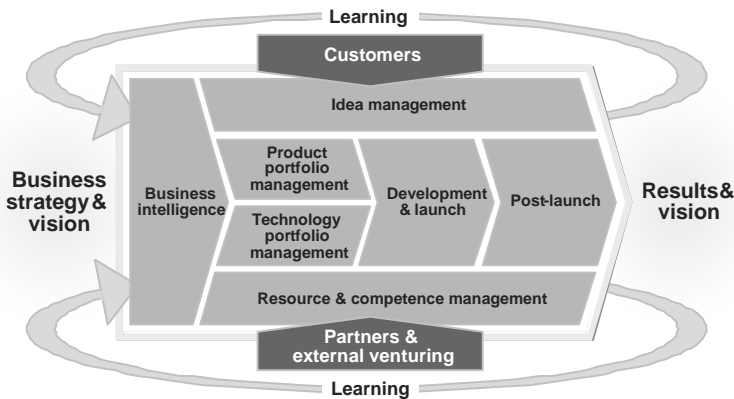 Learning
Customers
Idea management
Business
strategy &
vision
Business
intelligence
Product
portfolio
management
Technology
portfolio
management
Development
& launch
Post-launch
Results &
vision
Resource & competence management
Partners &
external venturing
Learning